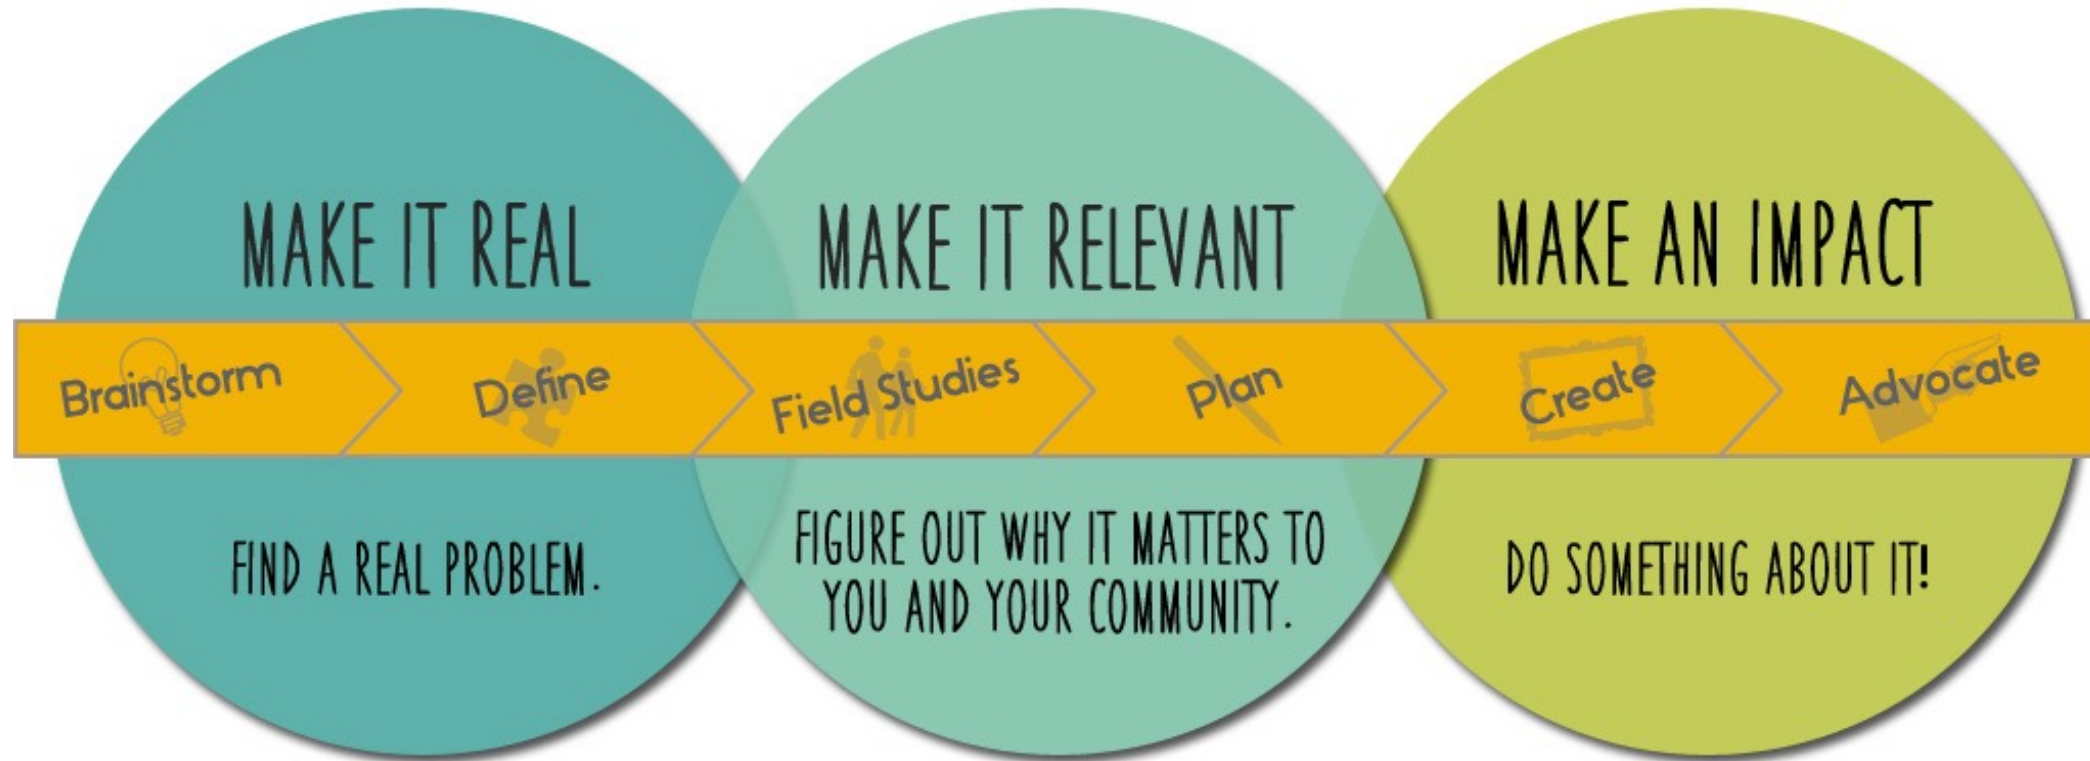 MAKE IT REAL
MAKE IT RELEVANT
MAKE AN IMPACT
Brainstorm
Define
Field Studies
Plan
Create
Advocate
FIND A REAL PROBLEM.
FIGURE OUT WHY IT MATTERS TO
YOU AND YOUR COMMUNITY.
DO SOMETHING ABOUT IT!